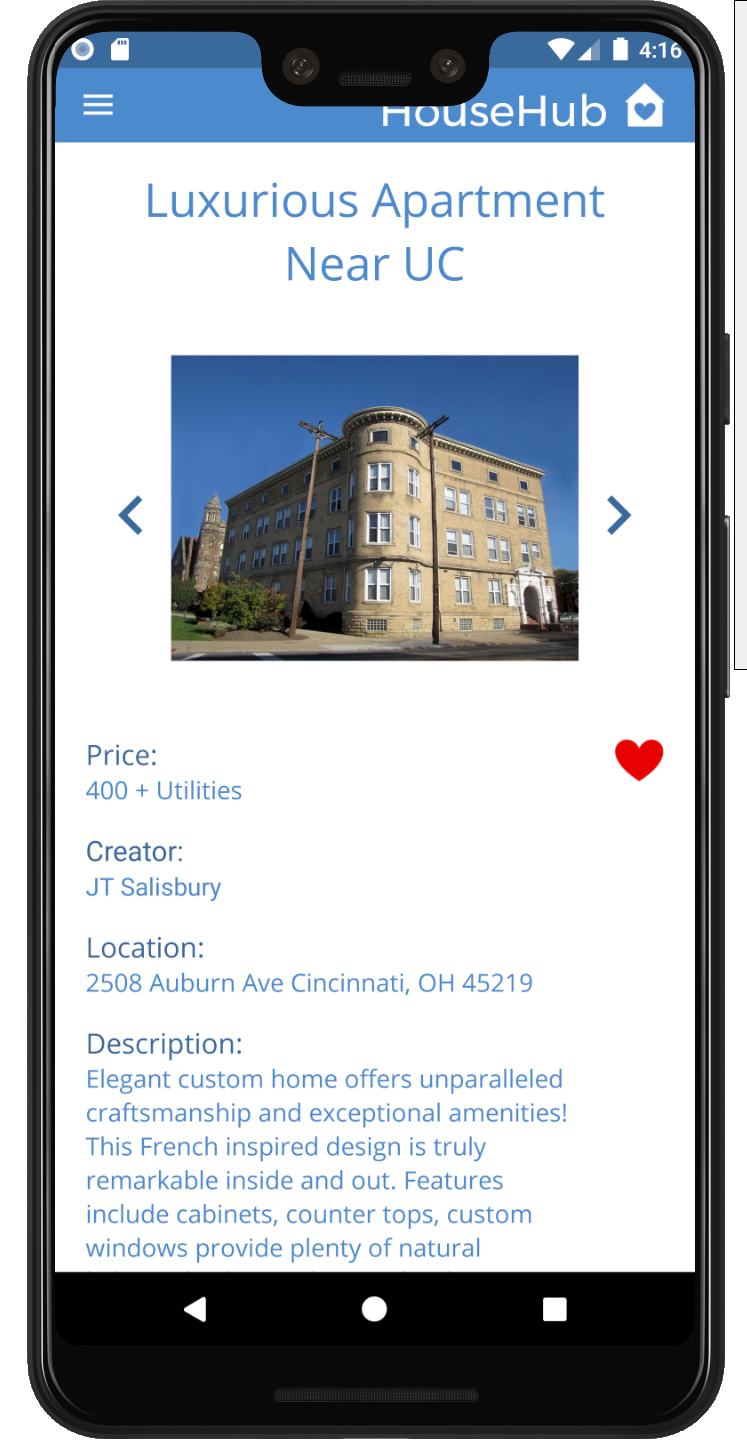 4:16
HouseHub
Luxurious Apartment
Near UC
Price:
400 + Utilities
Creator:
JT Salisbury
Location:
2508 Auburn Ave Cincinnati, OH 45219
Description:
Elegant custom home offers unparalleled
craftsmanship and exceptional amenities!
This French inspired design is truly
remarkable inside and out. Features
include cabinets, counter tops, custom
windows provide plenty of natural